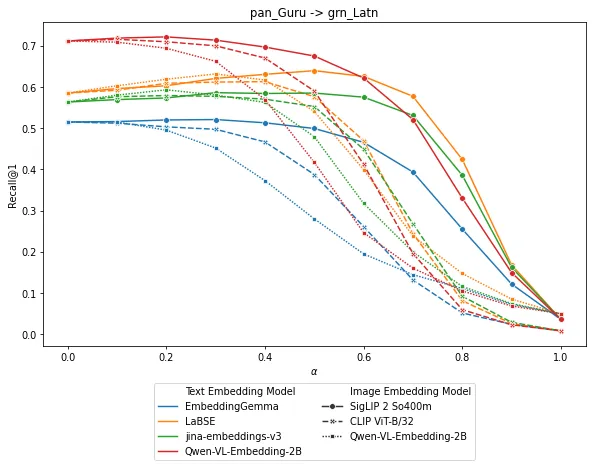 pan_Guru -> grn_Latn
Recall@1
0.7
0.6
0.5
0.4
0.3
0.2
0.1
0.0
0.0 0.2 0.4 0.6 0.8 1.0
α
Text Embedding Model Image Embedding Model
EmbeddingGemma SigLIP 2 So400m
LaBSE CLIP ViT-B/32
jina-embeddings-v3 Qwen-VL-Embedding-2B
Qwen-VL-Embedding-2B